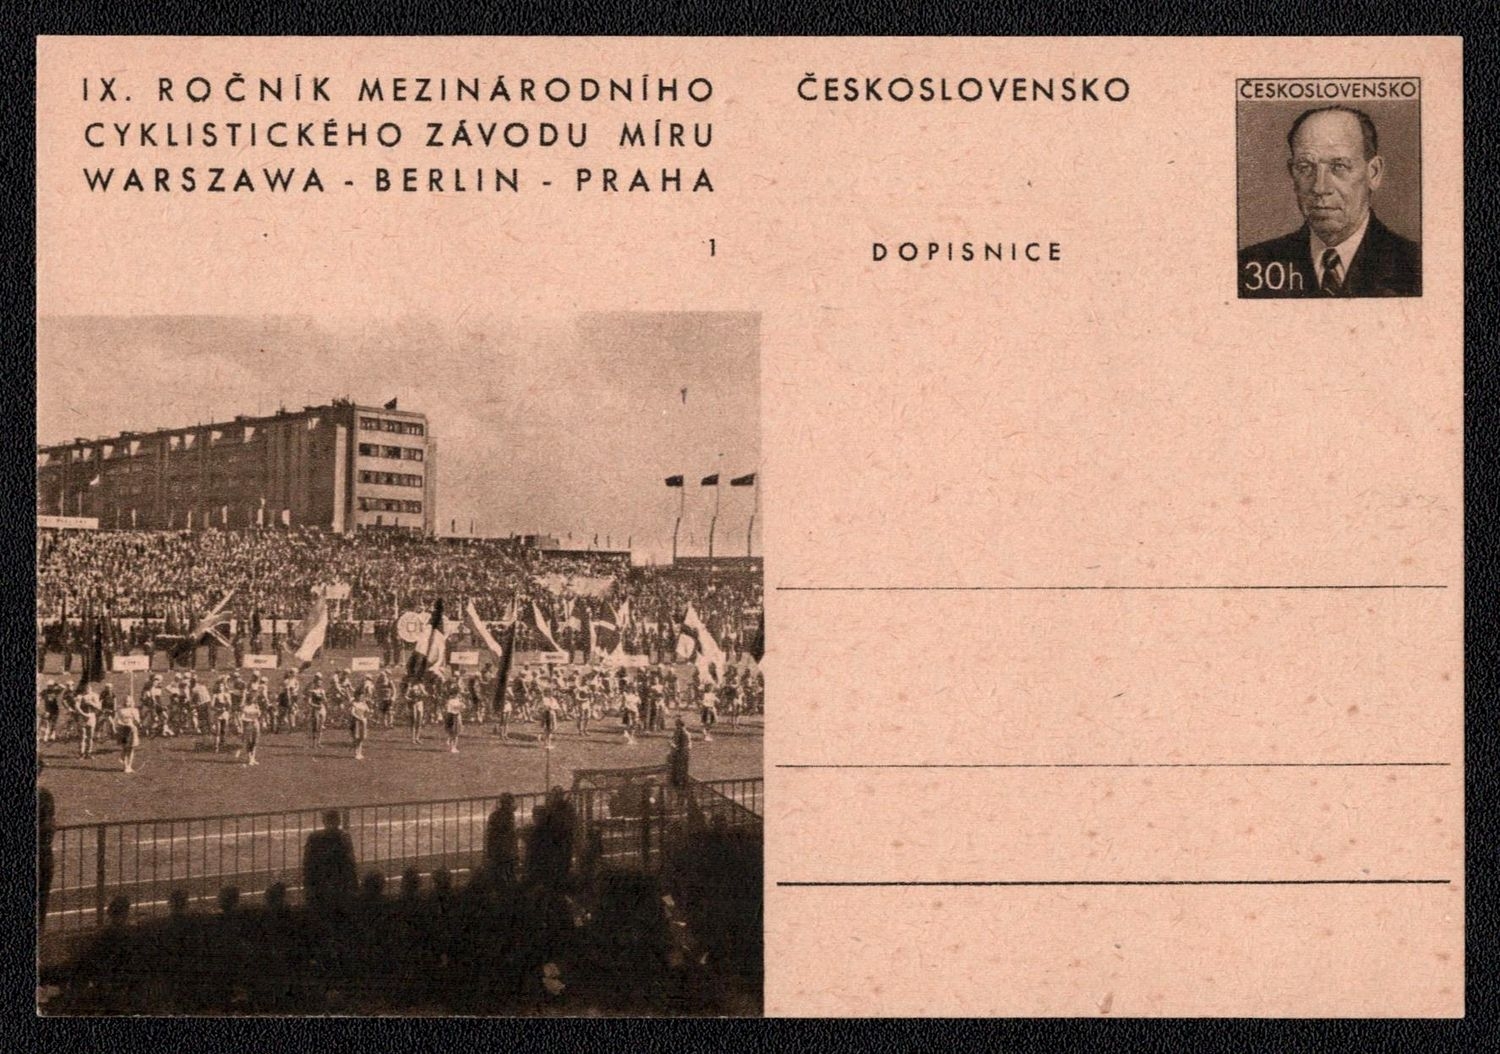 IX. ROČNÍK MEZINÁRODNÍHO
CYKLISTICKÉHO ZÁVODU MÍRU
WARSZAWA - BERLIN - PRAHA
1
ČESKOSLOVENSKO
DOPISNICE
ČESKOSLOVENSKO
30h